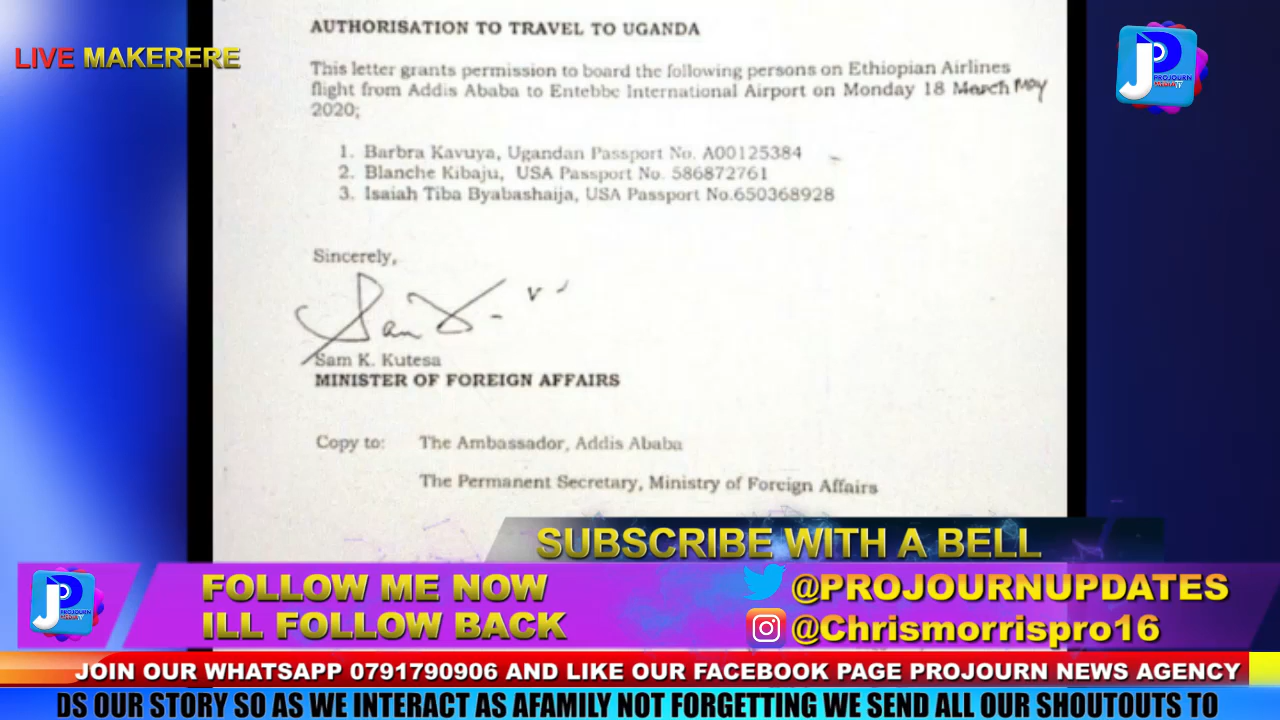 LIVE MAKERERE
AUTHORISATION TO TRAVEL TO UGANDA
This letter grants permission to board the following persons on Ethiopian Airlines
flight from Addis Ababa to Entebbe International Airport on Monday 18 March May
2020;
1. Barbra Kavuya, Ugandan Passport No. A00125384
2. Blanche Kibaju, USA Passport No. 586872761
3. Isaiah Tiba Byabashaija, USA Passport No.650368928
Sincerely,
Sam K. Kutesa
MINISTER OF FOREIGN AFFAIRS
Copy to: The Ambassador, Addis Ababa
The Permanent Secretary, Ministry of Foreign Affairs
PROJOURN
SUBSCRIBE WITH A BELL
FOLLOW ME NOW
ILL FOLLOW BACK
@PROJOURNUPDATES
@Chrismorrispro16
PROJOURN
JOIN OUR WHATSAPP 0791790906 AND LIKE OUR FACEBOOK PAGE PROJOURN NEWS AGENCY
DS OUR STORY SO AS WE INTERACT AS AFAMILY NOT FORGETTING WE SEND ALL OUR SHOUTOUTS TO